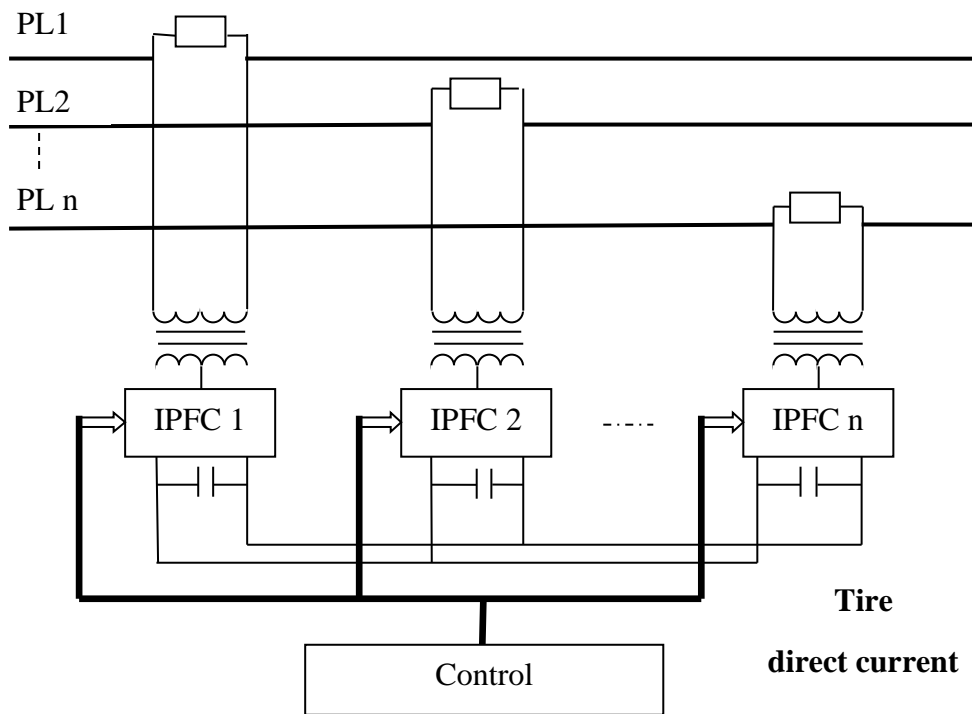 PL1
PL2
PL n
IPFC 1
IPFC 2
IPFC n
Tire
direct current
Control